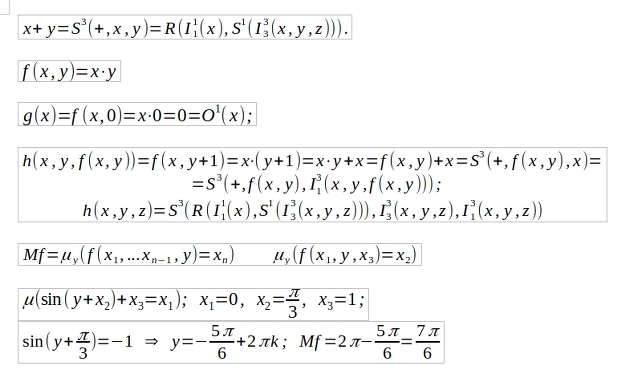 x+ y=S³(+,x,y)=R(I₁¹(x),S¹(I₃³(x,y,z))).
f(x,y)=x·y
g(x)=f(x,0)=x·0=0=O¹(x);
h(x,y,f(x,y))=f(x,y+1)=x·(y+1)=x·y+x=f(x,y)+x=S³(+,f(x,y),x)=
=S³(+,f(x,y),I₁³(x,y,f(x,y)));
h(x,y,z)=S³(R(I₁¹(x),S¹(I₃³(x,y,z))),I₃³(x,y,z),I₁³(x,y,z))
Mf=μ_y(f(x₁,...xₙ₋₁,y)=xₙ) μ_y(f(x₁,y,x₃)=x₂)
μ(sin(y+x₂)+x₃=x₁); x₁=0, x₂=π/3, x₃=1;
sin(y+π/3)=−1 ⇒ y=−5π/6+2πk; Mf=2π−5π/6=7π/6